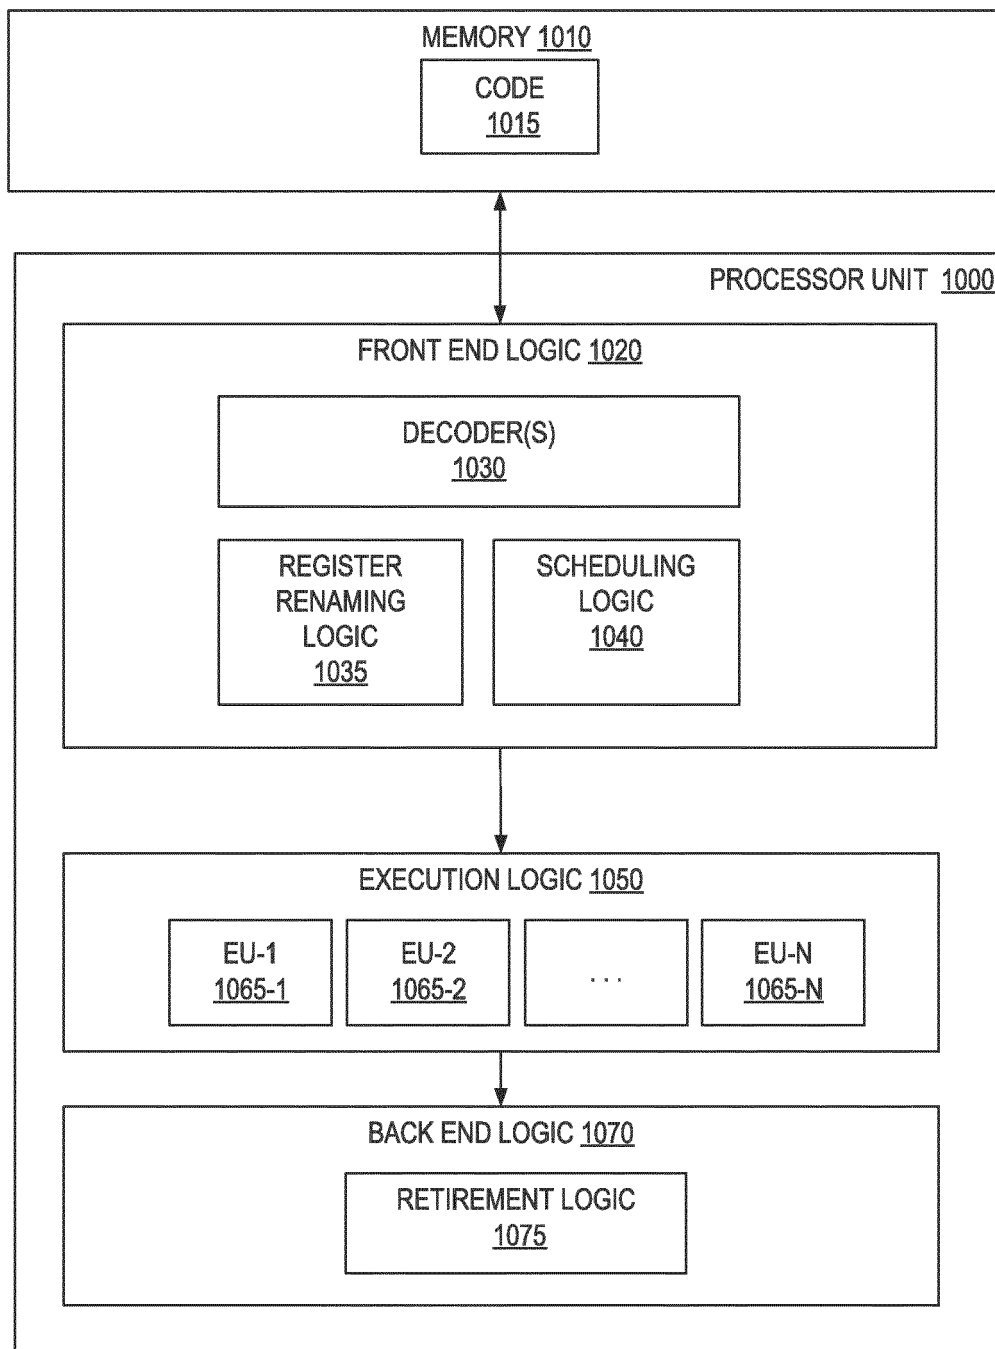 MEMORY 1010
CODE
1015
PROCESSOR UNIT 1000
FRONT END LOGIC 1020
DECODER(S)
1030
REGISTER
RENAMING
LOGIC
1035
SCHEDULING
LOGIC
1040
EXECUTION LOGIC 1050
EU-1
1065-1
EU-2
1065-2
...
EU-N
1065-N
BACK END LOGIC 1070
RETIREMENT LOGIC
1075